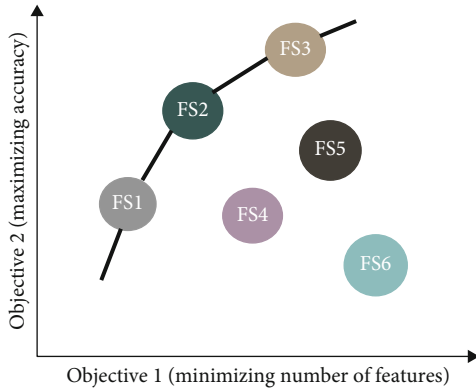 FS3
FS2
FS5
FS1
FS4
FS6
Objective 2 (maximizing accuracy)
Objective 1 (minimizing number of features)